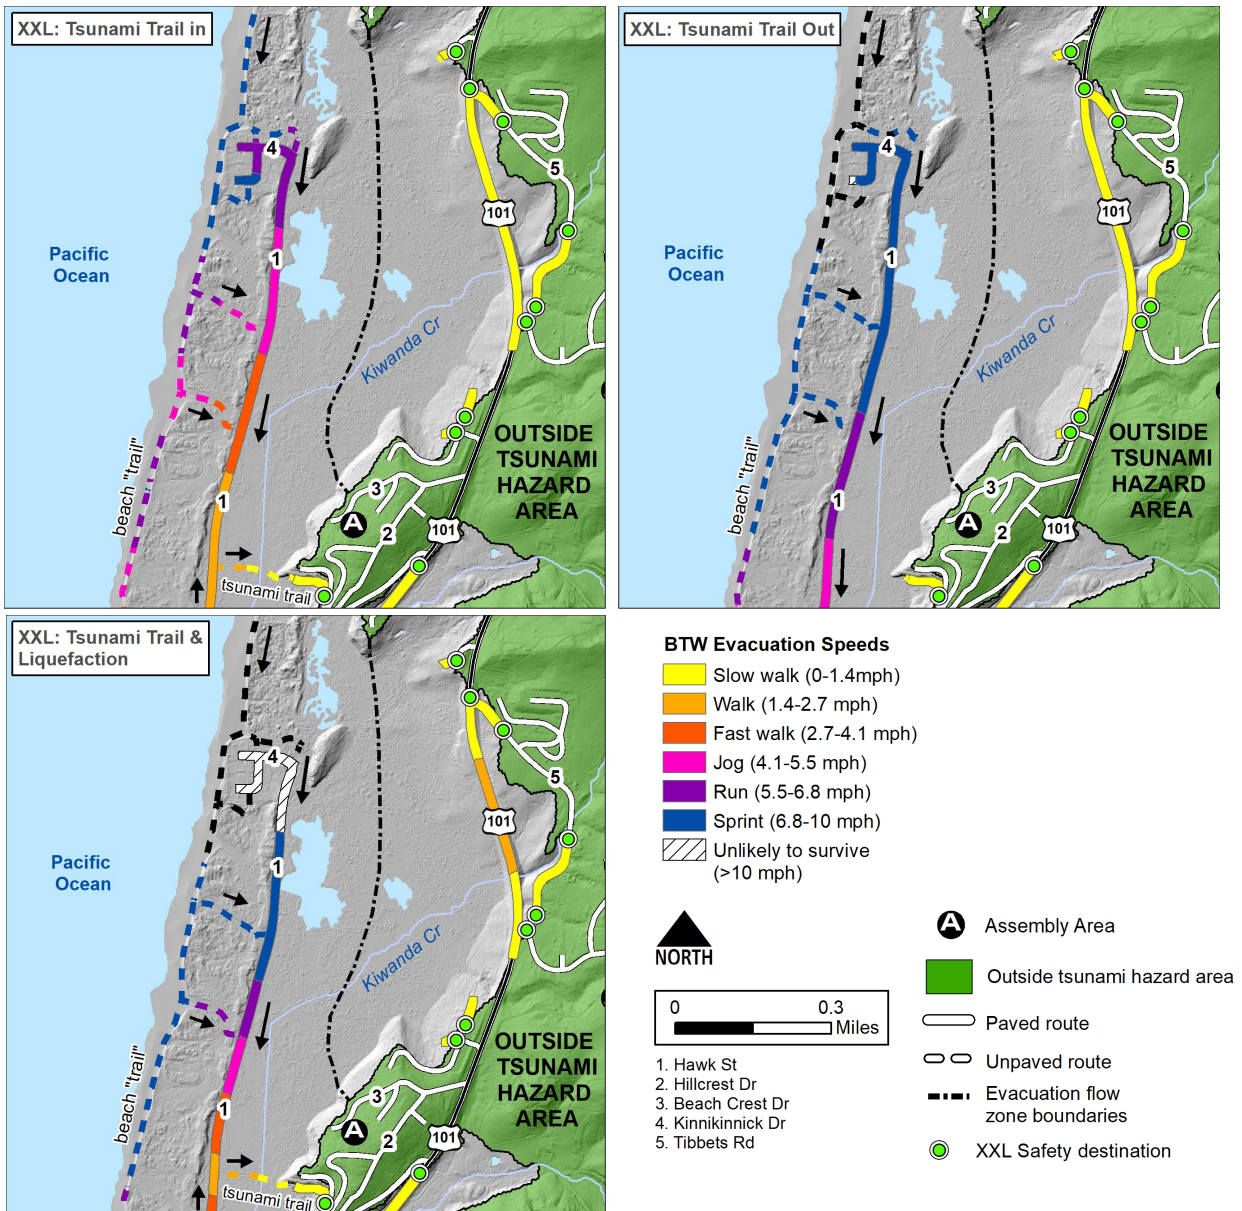 XXL: Tsunami Trail in
4
5
101
1
Pacific
Ocean
Kiwanda Cr
beach "trail"
OUTSIDE
TSUNAMI
HAZARD
AREA
3
1
A
2
101
tsunami trail
XXL: Tsunami Trail Out
4
5
101
1
Pacific
Ocean
Kiwanda Cr
beach "trail"
OUTSIDE
TSUNAMI
HAZARD
AREA
3
1
A
2
101
XXL: Tsunami Trail &
Liquefaction
4
5
101
1
Pacific
Ocean
Kiwanda Cr
beach "trail"
OUTSIDE
TSUNAMI
HAZARD
AREA
3
1
A
2
101
tsunami trail
BTW Evacuation Speeds
Slow walk (0-1.4mph)
Walk (1.4-2.7 mph)
Fast walk (2.7-4.1 mph)
Jog (4.1-5.5 mph)
Run (5.5-6.8 mph)
Sprint (6.8-10 mph)
Unlikely to survive
(>10 mph)
NORTH
0 0.3
Miles
1. Hawk St
2. Hillcrest Dr
3. Beach Crest Dr
4. Kinnikinnick Dr
5. Tibbets Rd
A Assembly Area
Outside tsunami hazard area
Paved route
Unpaved route
Evacuation flow
zone boundaries
XXL Safety destination